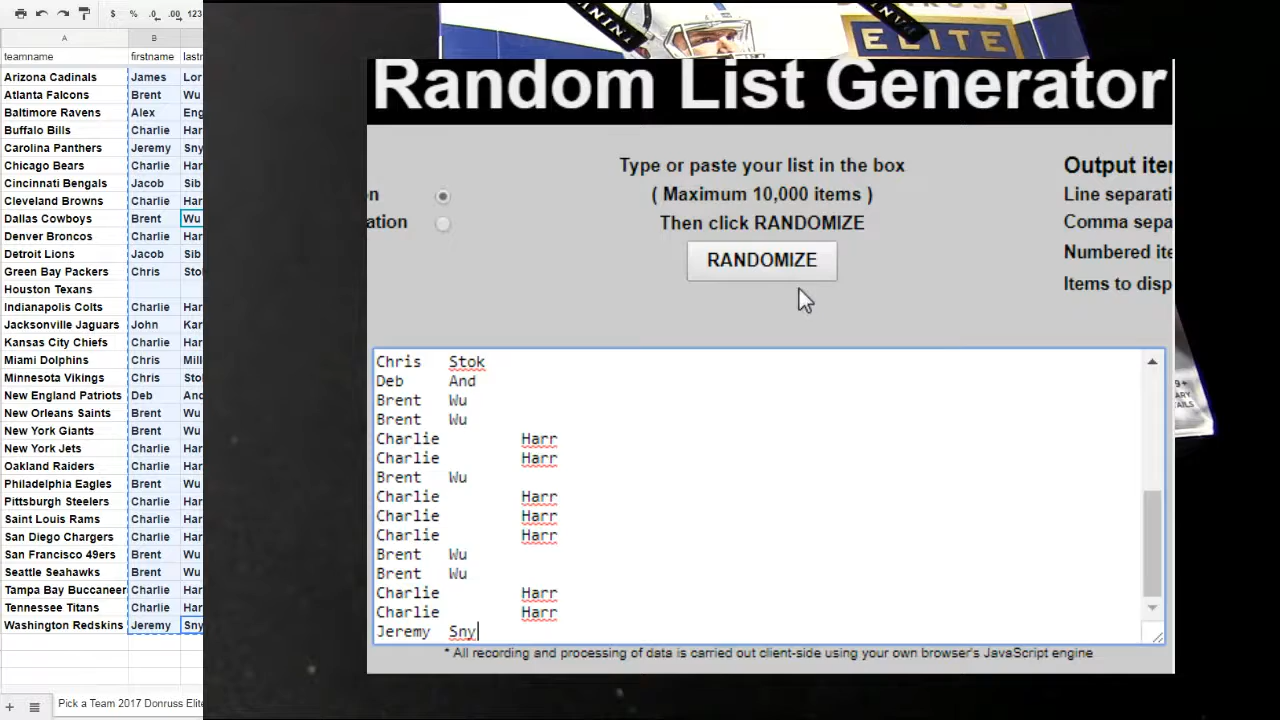 $ % .0 .00 123
A B
teamname firstname lastn
Arizona Cadinals James Lor
Atlanta Falcons Brent Wu
Baltimore Ravens Alex Eng
Buffalo Bills Charlie Har
Carolina Panthers Jeremy Sny
Chicago Bears Charlie Har
Cincinnati Bengals Jacob Sib
Cleveland Browns Charlie Har
Dallas Cowboys Brent Wu
Denver Broncos Charlie Har
Detroit Lions Jacob Sib
Green Bay Packers Chris Sto
Houston Texans
Indianapolis Colts Charlie Har
Jacksonville Jaguars John Kar
Kansas City Chiefs Charlie Har
Miami Dolphins Chris Mill
Minnesota Vikings Chris Sto
New England Patriots Deb And
New Orleans Saints Brent Wu
New York Giants Brent Wu
New York Jets Charlie Har
Oakland Raiders Charlie Har
Philadelphia Eagles Brent Wu
Pittsburgh Steelers Charlie Har
Saint Louis Rams Charlie Har
San Diego Chargers Charlie Har
San Francisco 49ers Brent Wu
Seattle Seahawks Brent Wu
Tampa Bay Buccaneer Charlie Har
Tennessee Titans Charlie Har
Washington Redskins Jeremy Sny
Pick a Team 2017 Donruss Elite
ELITE
Random List Generator
Type or paste your list in the box
( Maximum 10,000 items )
Then click RANDOMIZE
RANDOMIZE
n
ation
Output iter
Line separati
Comma sepa
Numbered ite
Items to disp
Chris Stok
Deb And
Brent Wu
Brent Wu
Charlie Harr
Charlie Harr
Brent Wu
Charlie Harr
Charlie Harr
Charlie Harr
Brent Wu
Brent Wu
Charlie Harr
Charlie Harr
Jeremy Sny
* All recording and processing of data is carried out client-side using your own browser's JavaScript engine